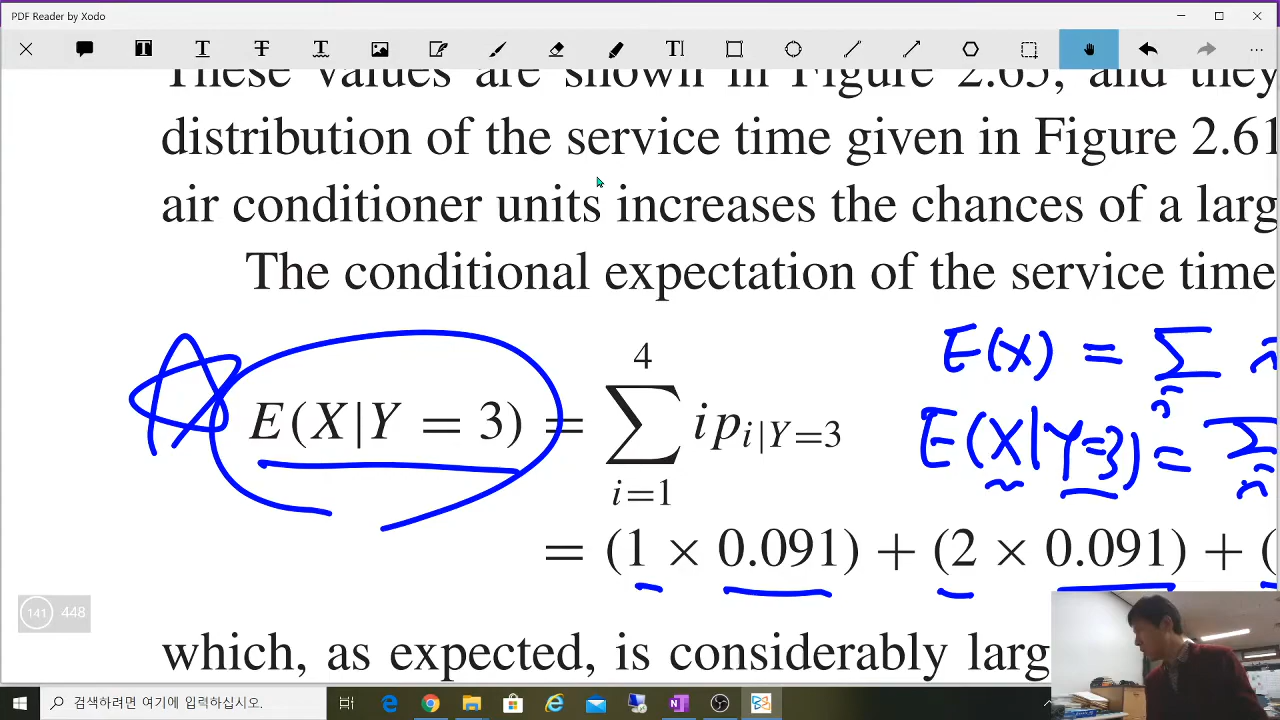 PDF Reader by Xodo
These values are shown in Figure 2.65, and they
distribution of the service time given in Figure 2.61
air conditioner units increases the chances of a larg
The conditional expectation of the service time
E(X) = Σ
E(X|Y = 3) = 4 Σ i=1 i p i|Y=3
E(X|Y=3) = Σ
= (1 × 0.091) + (2 × 0.091) + (
141 448
which, as expected, is considerably larg
검색하려면 여기에 입력하십시오.